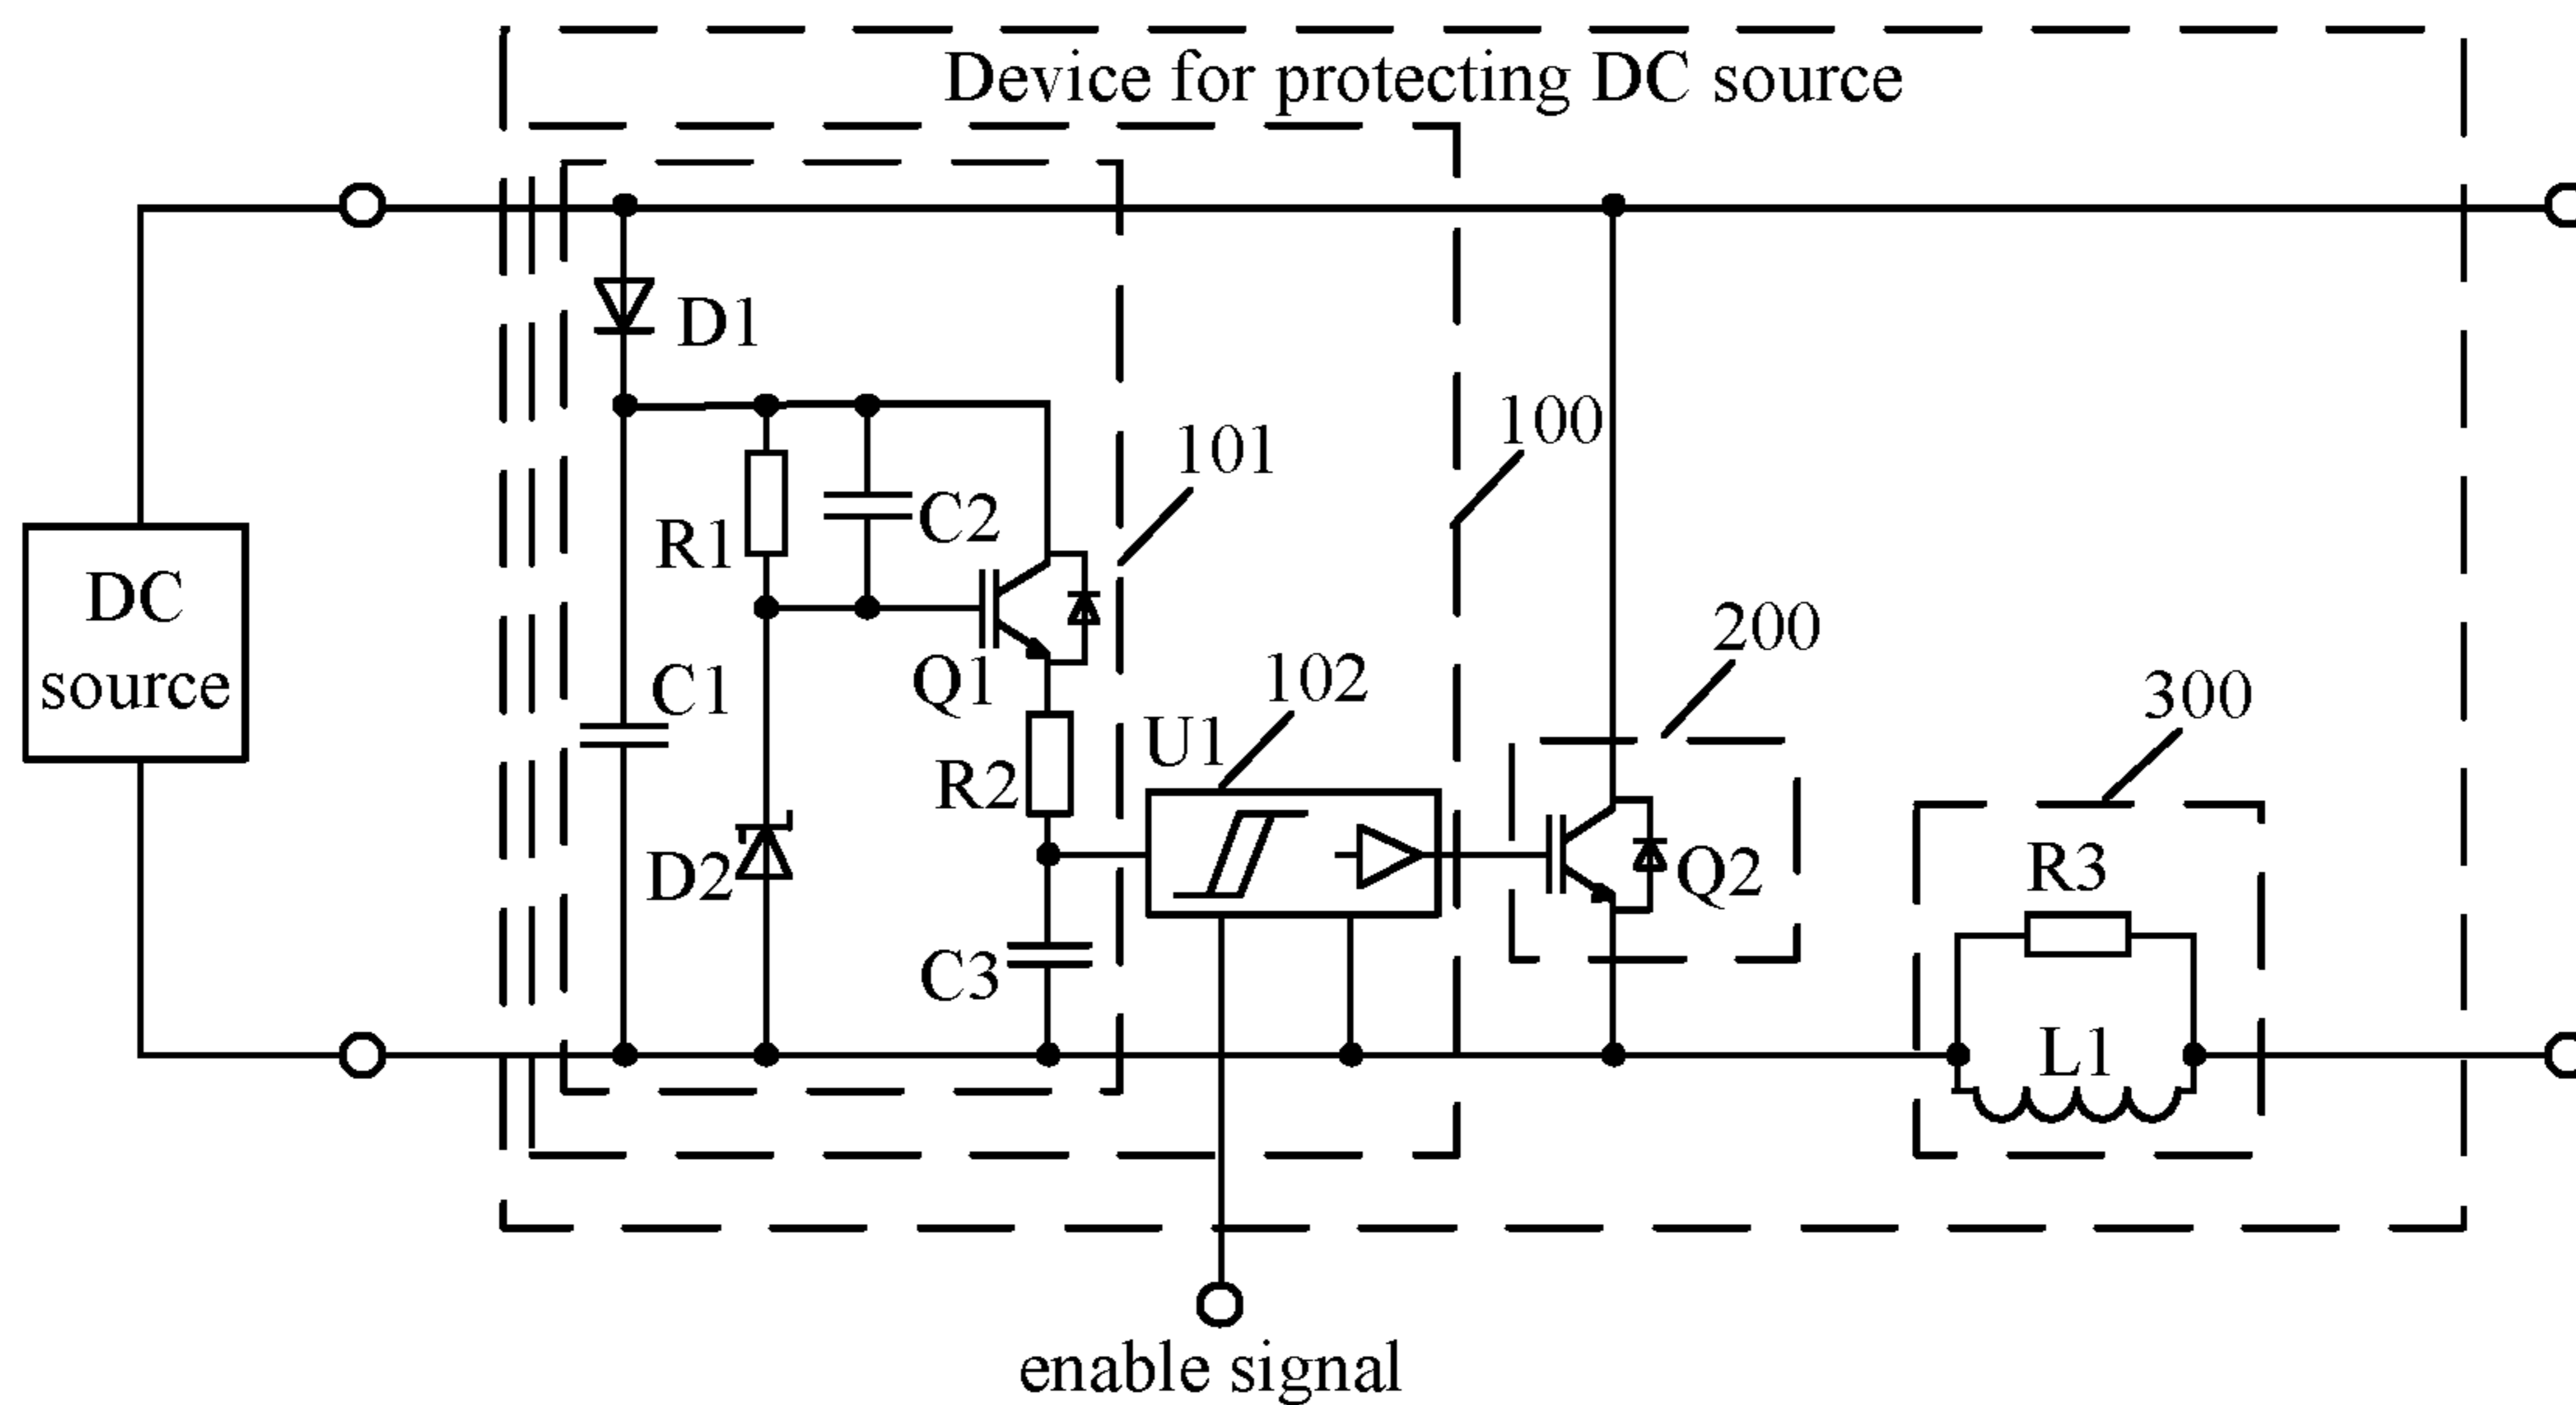 Device for protecting DC source
D1
101
100
R1
C2
DC
source
Q1
C1
200
102
300
U1
R2
D2
Q2
R3
C3
L1
enable signal